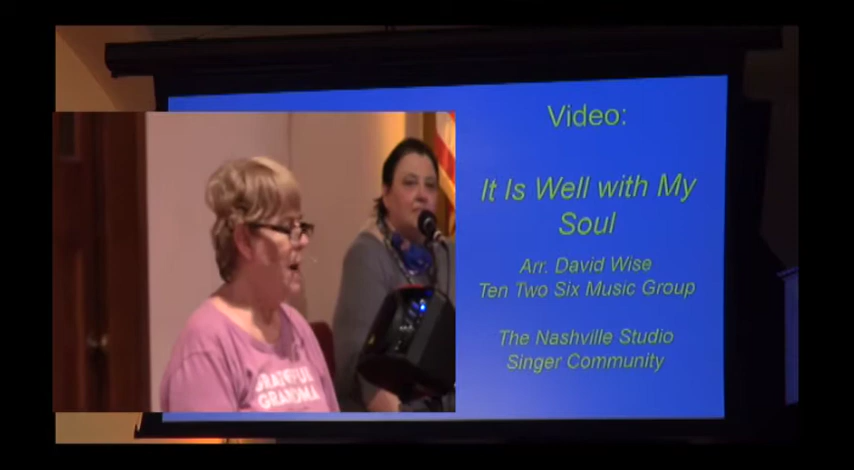 Video:
It Is Well with My
Soul
Arr. David Wise
Ten Two Six Music Group
The Nashville Studio
Singer Community
GRATEFUL
GRANDMA